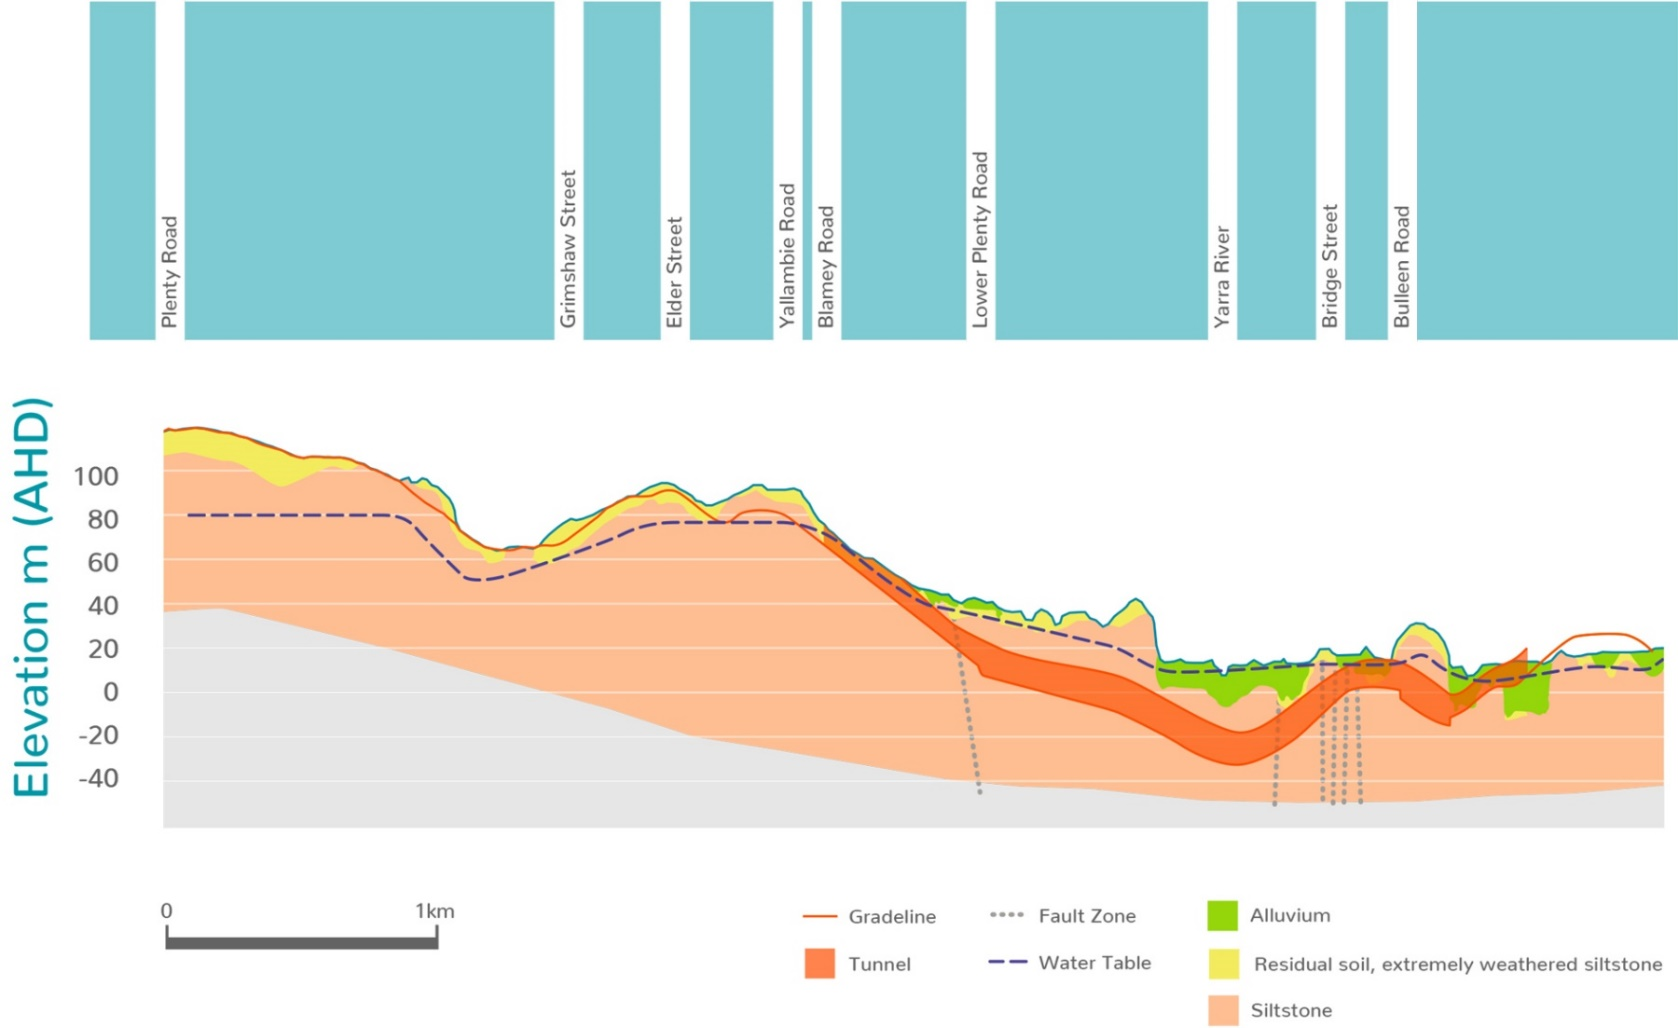 Plenty Road
Grimshaw Street
Elder Street
Yallambie Road
Blamey Road
Lower Plenty Road
Yarra River
Bridge Street
Bulleen Road
Elevation m (AHD)
100
80
60
40
20
0
-20
-40
0 1km
Gradeline
Tunnel
Fault Zone
Water Table
Alluvium
Residual soil, extremely weathered siltstone
Siltstone